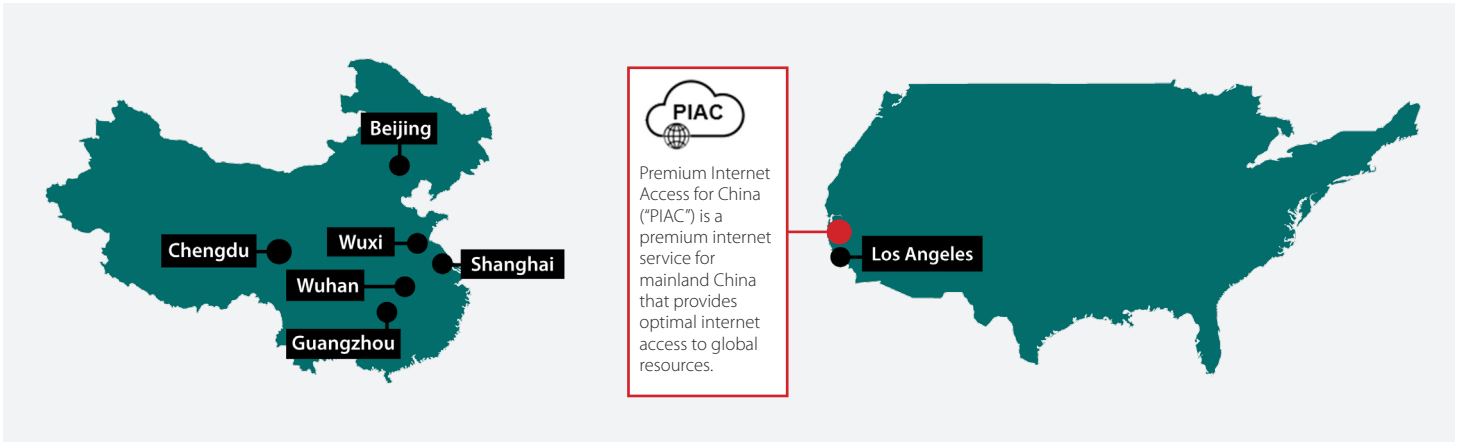 Beijing
Chengdu
Wuxi
Shanghai
Wuhan
Guangzhou
PIAC
Premium Internet
Access for China
(“PIAC”) is a
premium internet
service for
mainland China
that provides
optimal internet
access to global
resources.
Los Angeles